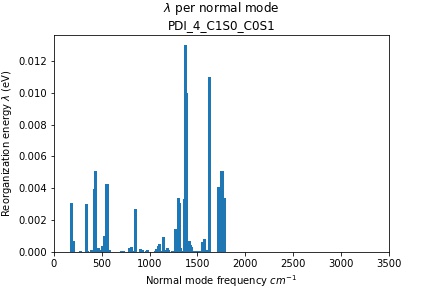 λ per normal mode
PDI_4_C1S0_C0S1
Reorganization energy λ (eV)
0.012
0.010
0.008
0.006
0.004
0.002
0.000
0 500 1000 1500 2000 2500 3000 3500
Normal mode frequency cm⁻¹